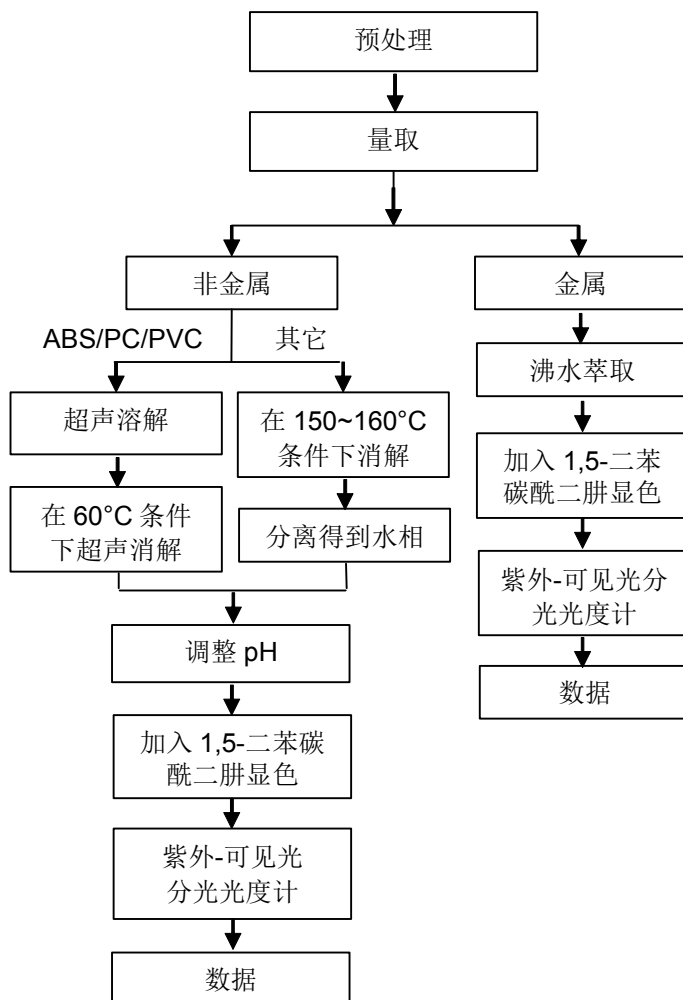 预处理
量取
非金属
金属
ABS/PC/PVC
其它
沸水萃取
超声溶解
在 150~160°C
条件下消解
加入 1,5-二苯
碳酰二肼显色
在 60°C 条件
下超声消解
分离得到水相
紫外-可见光分
光光度计
调整 pH
数据
加入 1,5-二苯碳
酰二肼显色
紫外-可见光
分光光度计
数据